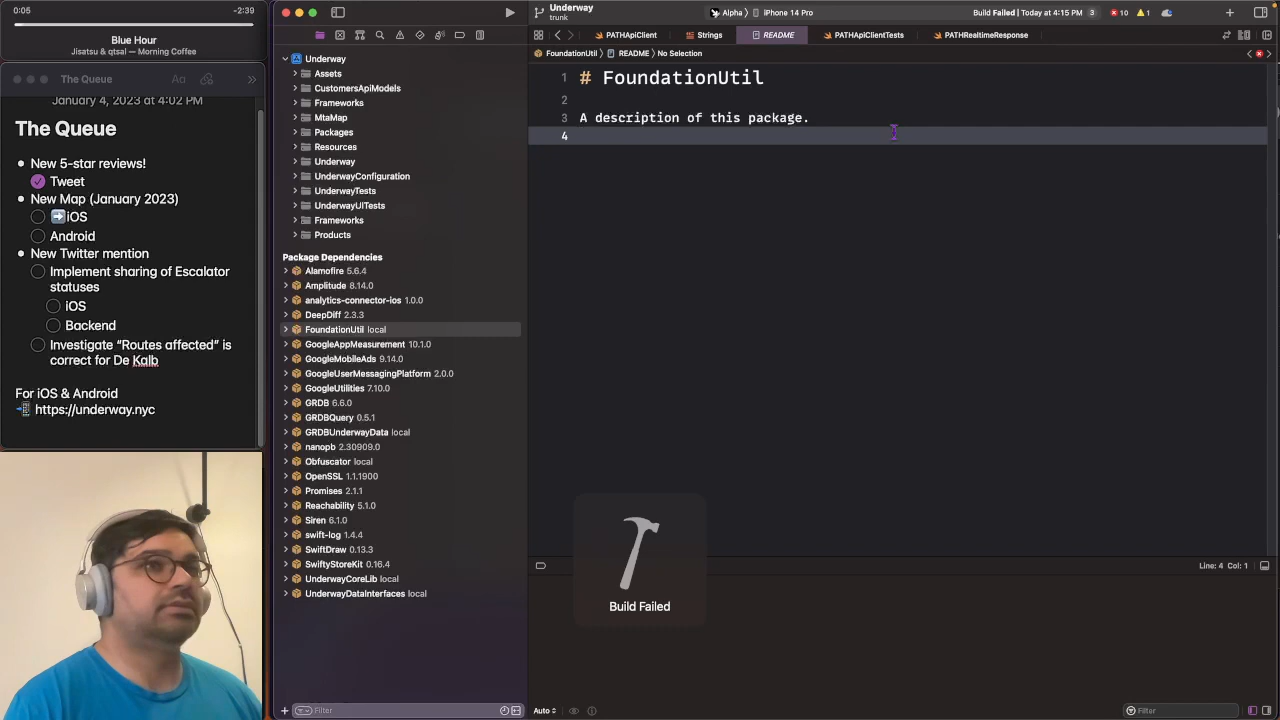 0:05
-2:39
Blue Hour
Jisatsu & qtsal — Morning Coffee
The Queue
Aa
January 4, 2023 at 4:02 PM
The Queue
New 5-star reviews!
Tweet
New Map (January 2023)
➡️iOS
Android
New Twitter mention
Implement sharing of Escalator
statuses
iOS
Backend
Investigate “Routes affected” is
correct for De Kalb
For iOS & Android
📲 https://underway.nyc
Underway
trunk
Alpha
iPhone 14 Pro
Build Failed | Today at 4:15 PM
3
10
1
PATHApiClient
Strings
README
PATHApiClientTests
PATHRealtimeResponse
FoundationUtil
README
No Selection
Underway
Assets
CustomersApiModels
Frameworks
MtaMap
Packages
Resources
Underway
UnderwayConfiguration
UnderwayTests
UnderwayUITests
Frameworks
Products
Package Dependencies
Alamofire 5.6.4
Amplitude 8.14.0
analytics-connector-ios 1.0.0
DeepDiff 2.3.3
FoundationUtil local
GoogleAppMeasurement 10.1.0
GoogleMobileAds 9.14.0
GoogleUserMessagingPlatform 2.0.0
GoogleUtilities 7.10.0
GRDB 6.6.0
GRDBQuery 0.5.1
GRDBUnderwayData local
nanopb 2.30909.0
Obfuscator local
OpenSSL 1.1.1900
Promises 2.1.1
Reachability 5.1.0
Siren 6.1.0
swift-log 1.4.4
SwiftDraw 0.13.3
SwiftyStoreKit 0.16.4
UnderwayCoreLib local
UnderwayDataInterfaces local
Filter
1 # FoundationUtil
2
3 A description of this package.
4
Build Failed
Line: 4 Col: 1
Auto
Filter